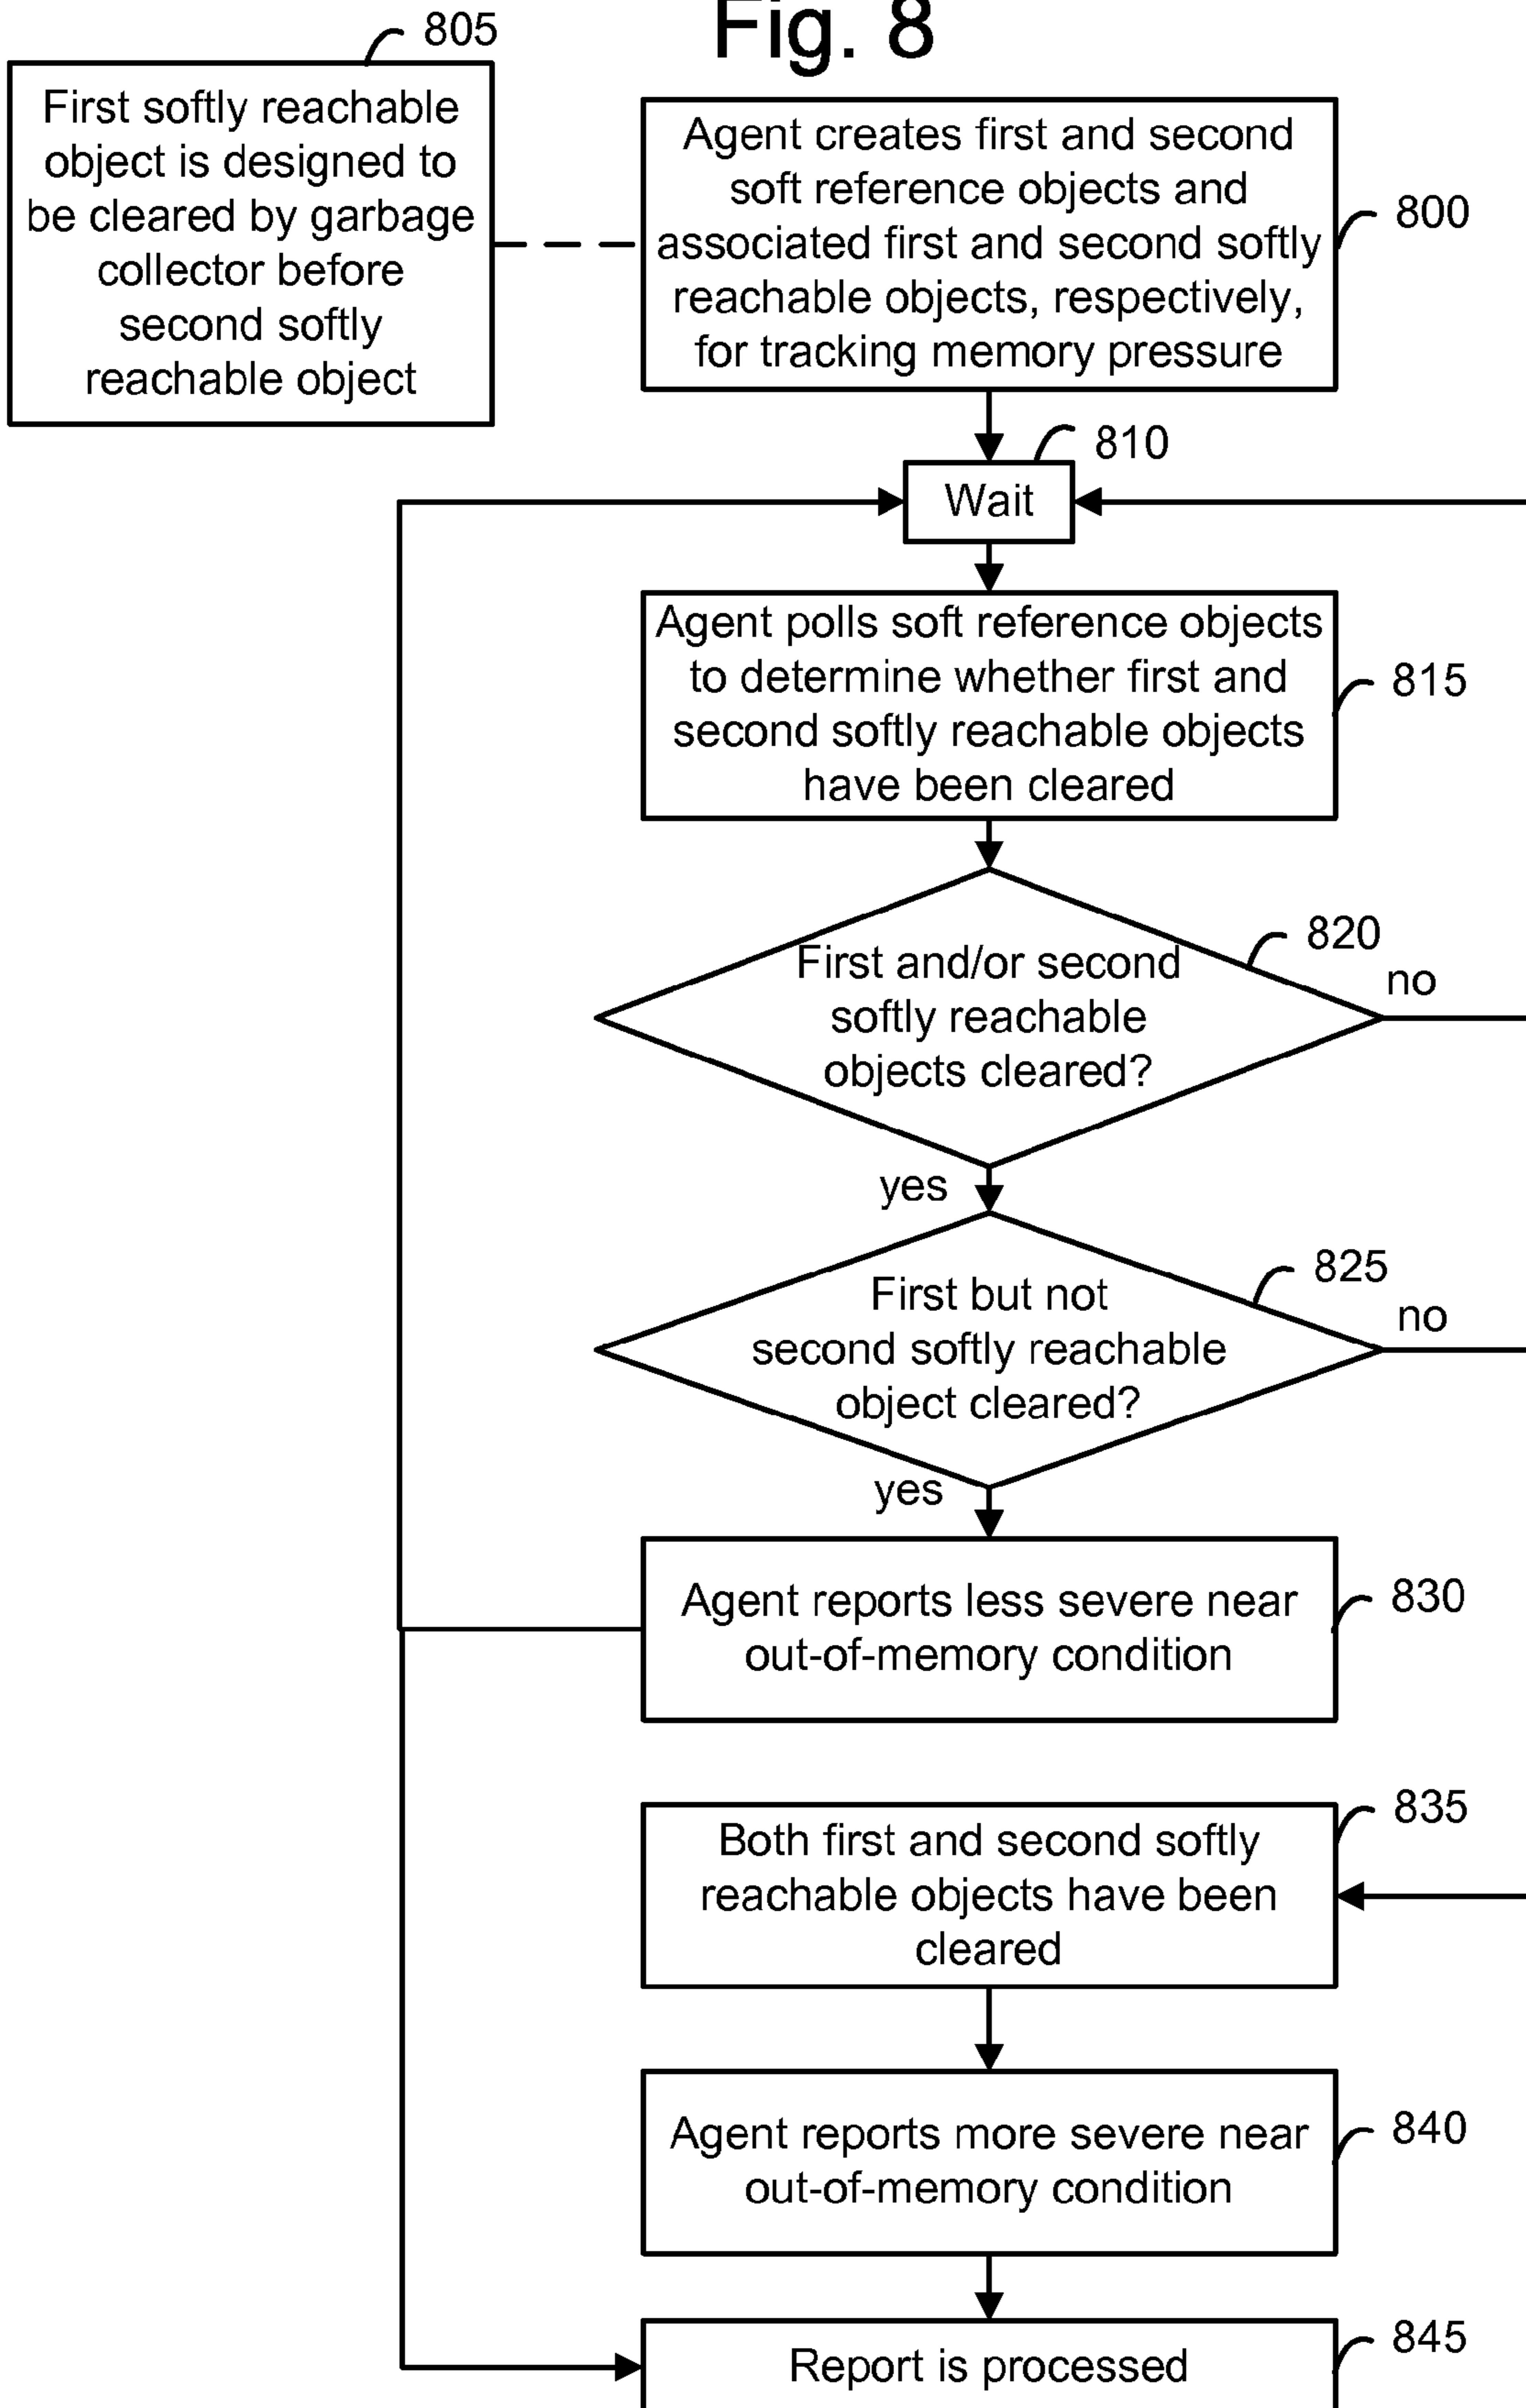 Fig. 8
805
First softly reachable
object is designed to
be cleared by garbage
collector before
second softly
reachable object
Agent creates first and second
soft reference objects and
associated first and second softly
reachable objects, respectively,
for tracking memory pressure
800
810
Wait
Agent polls soft reference objects
to determine whether first and
second softly reachable objects
have been cleared
815
First and/or second
softly reachable
objects cleared?
820
no
yes
First but not
second softly reachable
object cleared?
825
no
yes
Agent reports less severe near
out-of-memory condition
830
Both first and second softly
reachable objects have been
cleared
835
Agent reports more severe near
out-of-memory condition
840
Report is processed
845